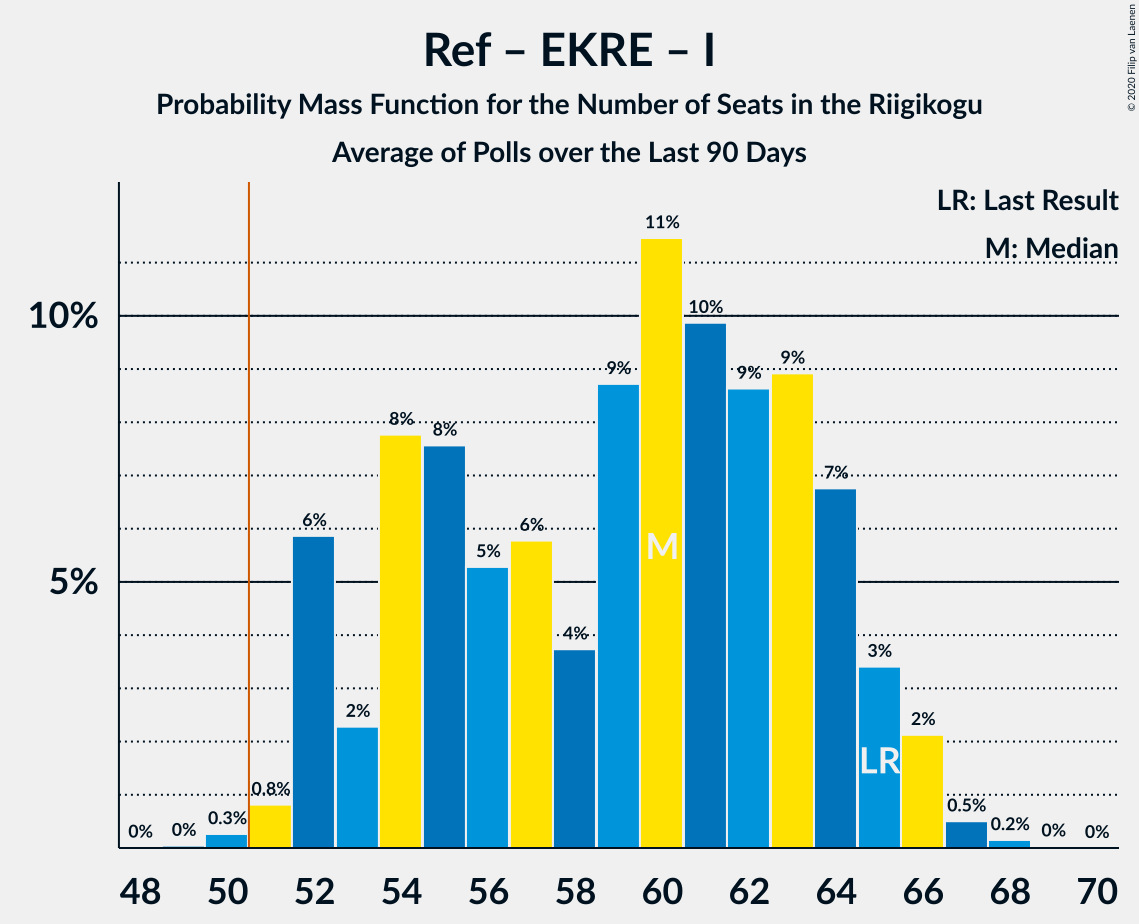 Ref – EKRE – I
Probability Mass Function for the Number of Seats in the Riigikogu
Average of Polls over the Last 90 Days
© 2020 Filip van Laenen
LR: Last Result
M: Median
10%
5%
0%
0%
0.3%
0.8%
6%
2%
8%
8%
5%
6%
4%
9%
11%
10%
9%
9%
7%
3%
2%
0.5%
0.2%
0%
0%
M
LR
48 50 52 54 56 58 60 62 64 66 68 70